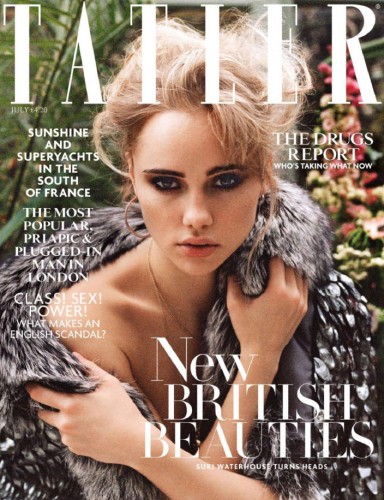 TATLER
JULY £4.20
SUNSHINE
AND
SUPERYACHTS
IN THE
SOUTH
OF FRANCE
THE MOST
POPULAR,
PRIAPIC &
PLUGGED-IN
MAN IN
LONDON
CLASS! SEX!
POWER!
WHAT MAKES AN
ENGLISH SCANDAL?
THE DRUGS
REPORT
WHO'S TAKING WHAT NOW
New
BRITISH
BEAUTIES
SUKI WATERHOUSE TURNS HEADS